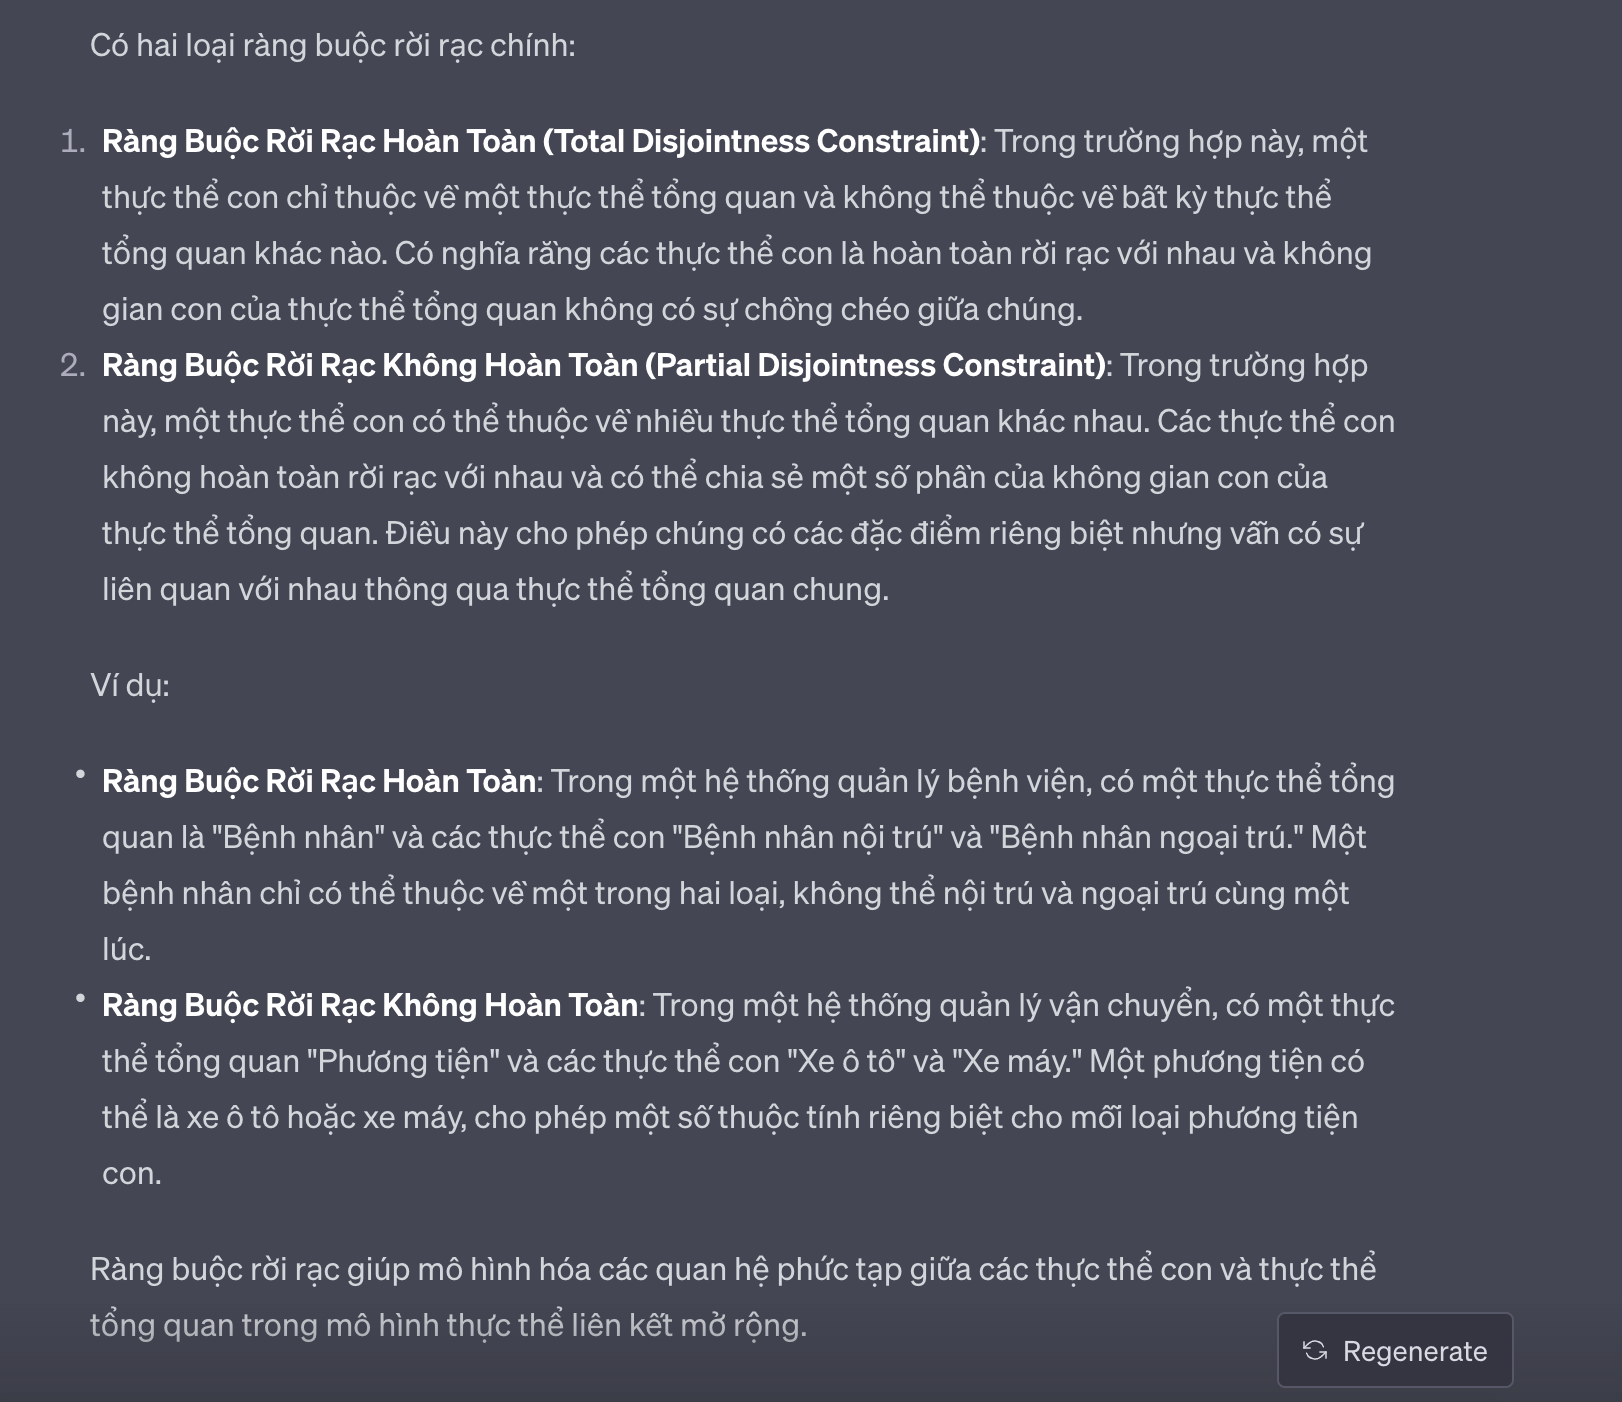 Có hai loại ràng buộc rời rạc chính:
1. Ràng Buộc Rời Rạc Hoàn Toàn (Total Disjointness Constraint): Trong trường hợp này, một
thực thể con chỉ thuộc về một thực thể tổng quan và không thể thuộc về bất kỳ thực thể
tổng quan khác nào. Có nghĩa rằng các thực thể con là hoàn toàn rời rạc với nhau và không
gian con của thực thể tổng quan không có sự chồng chéo giữa chúng.
2. Ràng Buộc Rời Rạc Không Hoàn Toàn (Partial Disjointness Constraint): Trong trường hợp
này, một thực thể con có thể thuộc về nhiều thực thể tổng quan khác nhau. Các thực thể con
không hoàn toàn rời rạc với nhau và có thể chia sẻ một số phần của không gian con của
thực thể tổng quan. Điều này cho phép chúng có các đặc điểm riêng biệt nhưng vẫn có sự
liên quan với nhau thông qua thực thể tổng quan chung.
Ví dụ:
• Ràng Buộc Rời Rạc Hoàn Toàn: Trong một hệ thống quản lý bệnh viện, có một thực thể tổng
quan là "Bệnh nhân" và các thực thể con "Bệnh nhân nội trú" và "Bệnh nhân ngoại trú." Một
bệnh nhân chỉ có thể thuộc về một trong hai loại, không thể nội trú và ngoại trú cùng một
lúc.
• Ràng Buộc Rời Rạc Không Hoàn Toàn: Trong một hệ thống quản lý vận chuyển, có một thực
thể tổng quan "Phương tiện" và các thực thể con "Xe ô tô" và "Xe máy." Một phương tiện có
thể là xe ô tô hoặc xe máy, cho phép một số thuộc tính riêng biệt cho mỗi loại phương tiện
con.
Ràng buộc rời rạc giúp mô hình hóa các quan hệ phức tạp giữa các thực thể con và thực thể
tổng quan trong mô hình thực thể liên kết mở rộng.
Regenerate